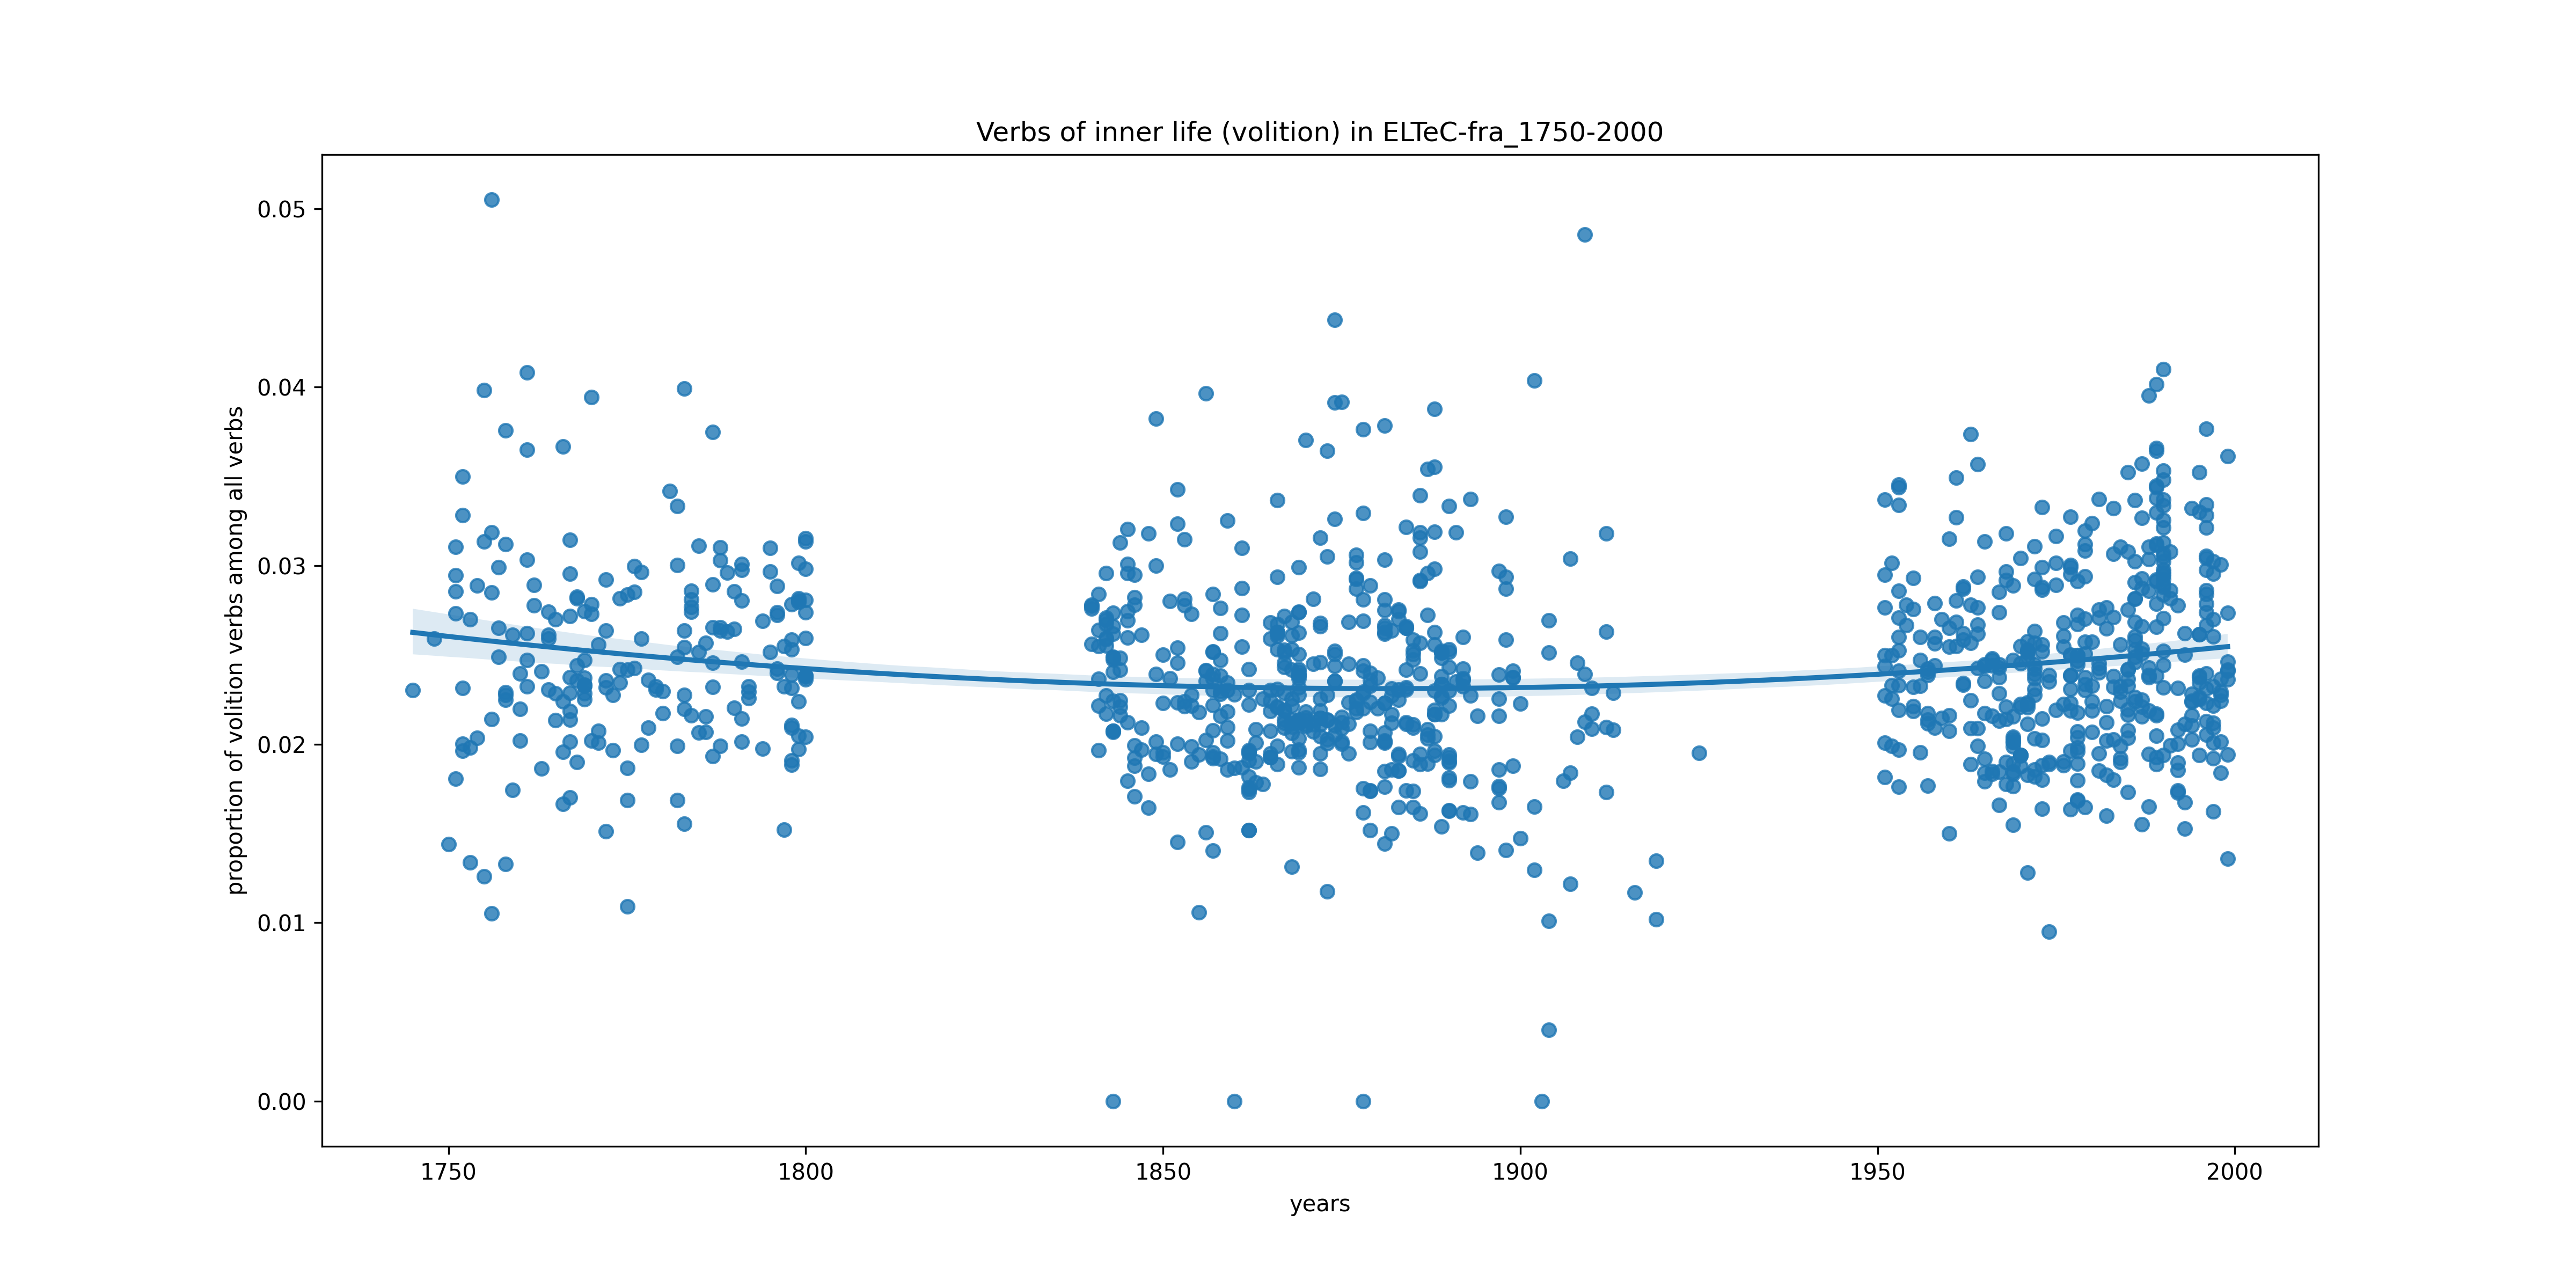 Verbs of inner life (volition) in ELTeC-fra_1750-2000
proportion of volition verbs among all verbs
0.05
0.04
0.03
0.02
0.01
0.00
1750 1800 1850 1900 1950 2000
years